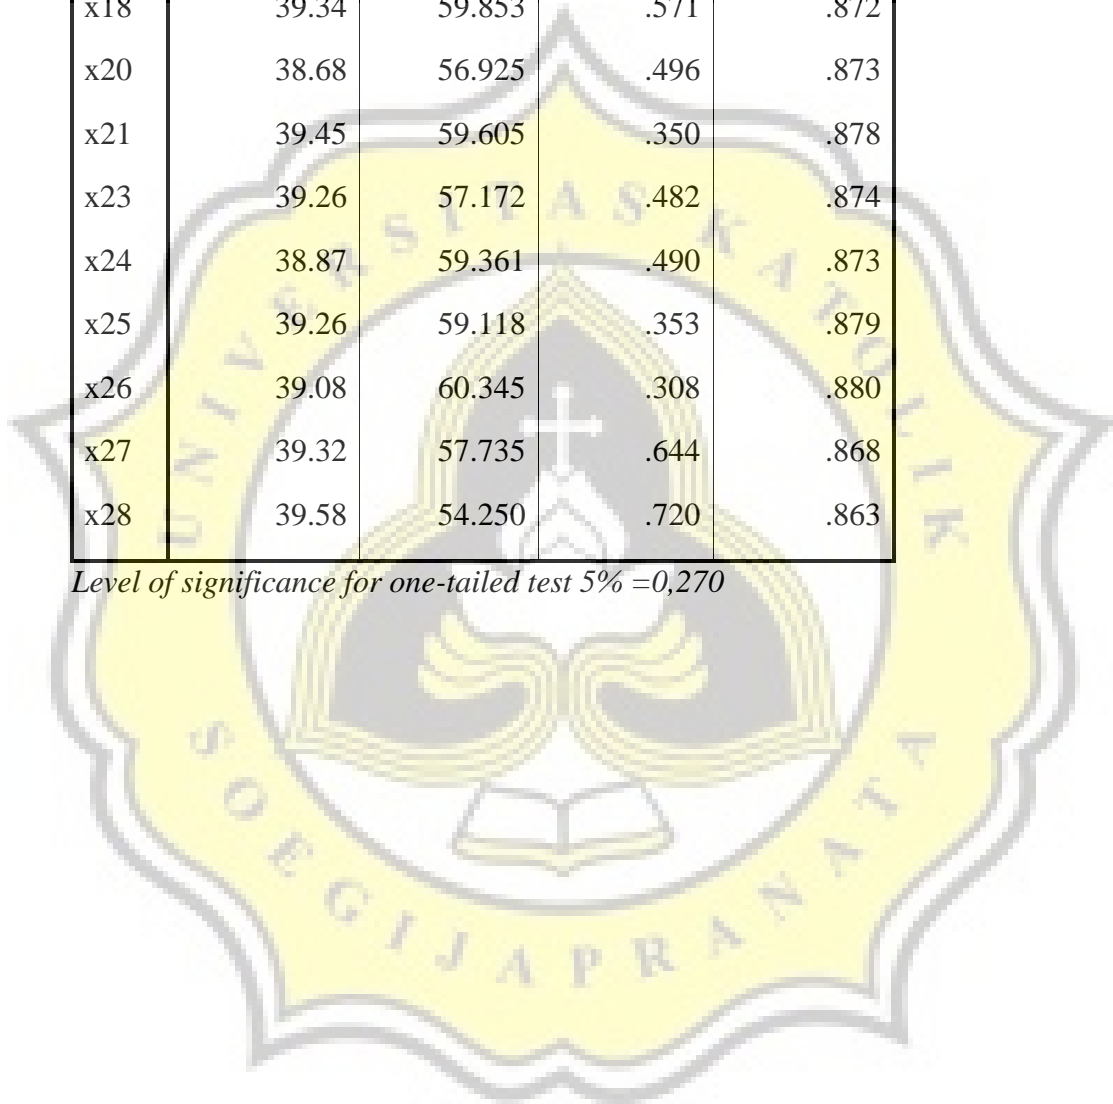 x18 39.34 59.853 .571 .872
x20 38.68 56.925 .496 .873
x21 39.45 59.605 .350 .878
x23 39.26 57.172 .482 .874
x24 38.87 59.361 .490 .873
x25 39.26 59.118 .353 .879
x26 39.08 60.345 .308 .880
x27 39.32 57.735 .644 .868
x28 39.58 54.250 .720 .863
Level of significance for one-tailed test 5% =0,270
UNIVERSITAS KATOLIK
SOEGIJAPRANATA